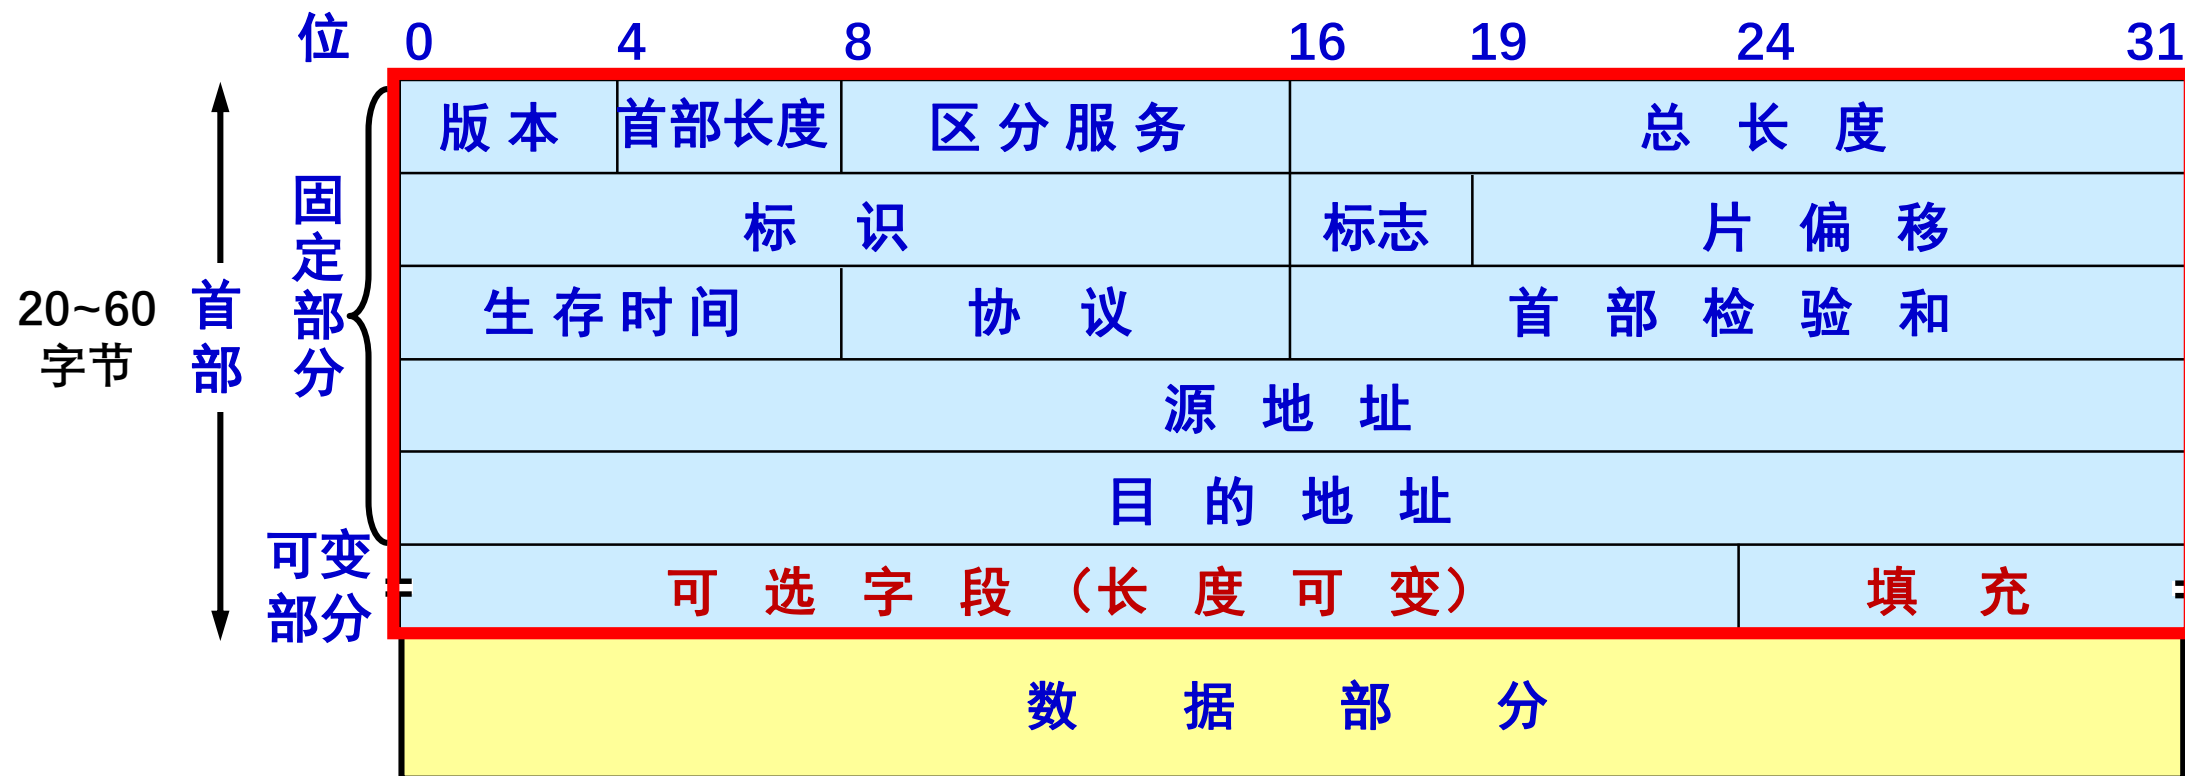 位 0 4 8 16 19 24 31
版本 首部长度 区分服务 总长度
标识 标志 片偏移
生存时间 协议 首部检验和
源地址
目的地址
可选字段（长度可变） 填充
数据部分
固定部分
可变
部分
首部
20~60
字节